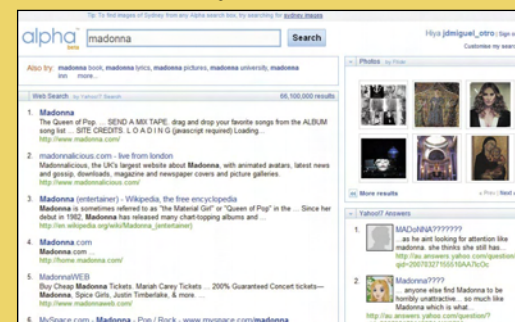 Tip: To find images of Sydney from any Alpha search box, try searching for sydney images
alpha beta
madonna
Search
Hiya jdmiguel_otro | Sign o
Customise my sear
Also try: madonna book, madonna lyrics, madonna pictures, madonna university, madonna
inn more...
Web Search by Yahoo!7 Search 66,100,000 results
1. Madonna
The Queen of Pop. ... SEND A MIX TAPE. drag and drop your favorite songs from the ALBUM
song list ... SITE CREDITS. L O A D I N G (javascript required) Loading...
http://www.madonna.com/
2. madonnalicious.com - live from london
Madonnalicious, the UK's largest website about Madonna, with animated avatars, latest news
and gossip, downloads, magazine and newspaper covers and picture galleries.
http://www.madonnalicious.com/
3. Madonna (entertainer) - Wikipedia, the free encyclopedia
Madonna is sometimes referred to as "the Material Girl" or "Queen of Pop" in the ... Since her
debut in 1982, Madonna has released many chart-topping albums and ...
http://en.wikipedia.org/wiki/Madonna_(entertainer)
4. Madonna.com
Madonna.com ...
http://home.madonna.com/
5. MadonnaWEB
Buy Cheap Madonna Tickets. Mariah Carey Tickets ... 200% Guaranteed Concert tickets—
Madonna, Spice Girls, Justin Timberlake, & more. ...
http://www.madonnaweb.com/
6. MySpace.com - Madonna - Pop / Rock - www.myspace.com/madonna
Photos by Flickr
More results
« Prev | Next
Yahoo!7 Answers
1. MADoNNA???????
...as he aint looking for attention like
madonna. she thinks she still has...
http://au.answers.yahoo.com/question/
2. Madonna????
... anyone else find Madonna to be
horribly unattractive... so much like
Madonna which is what...
http://au.answers.yahoo.com/question/?